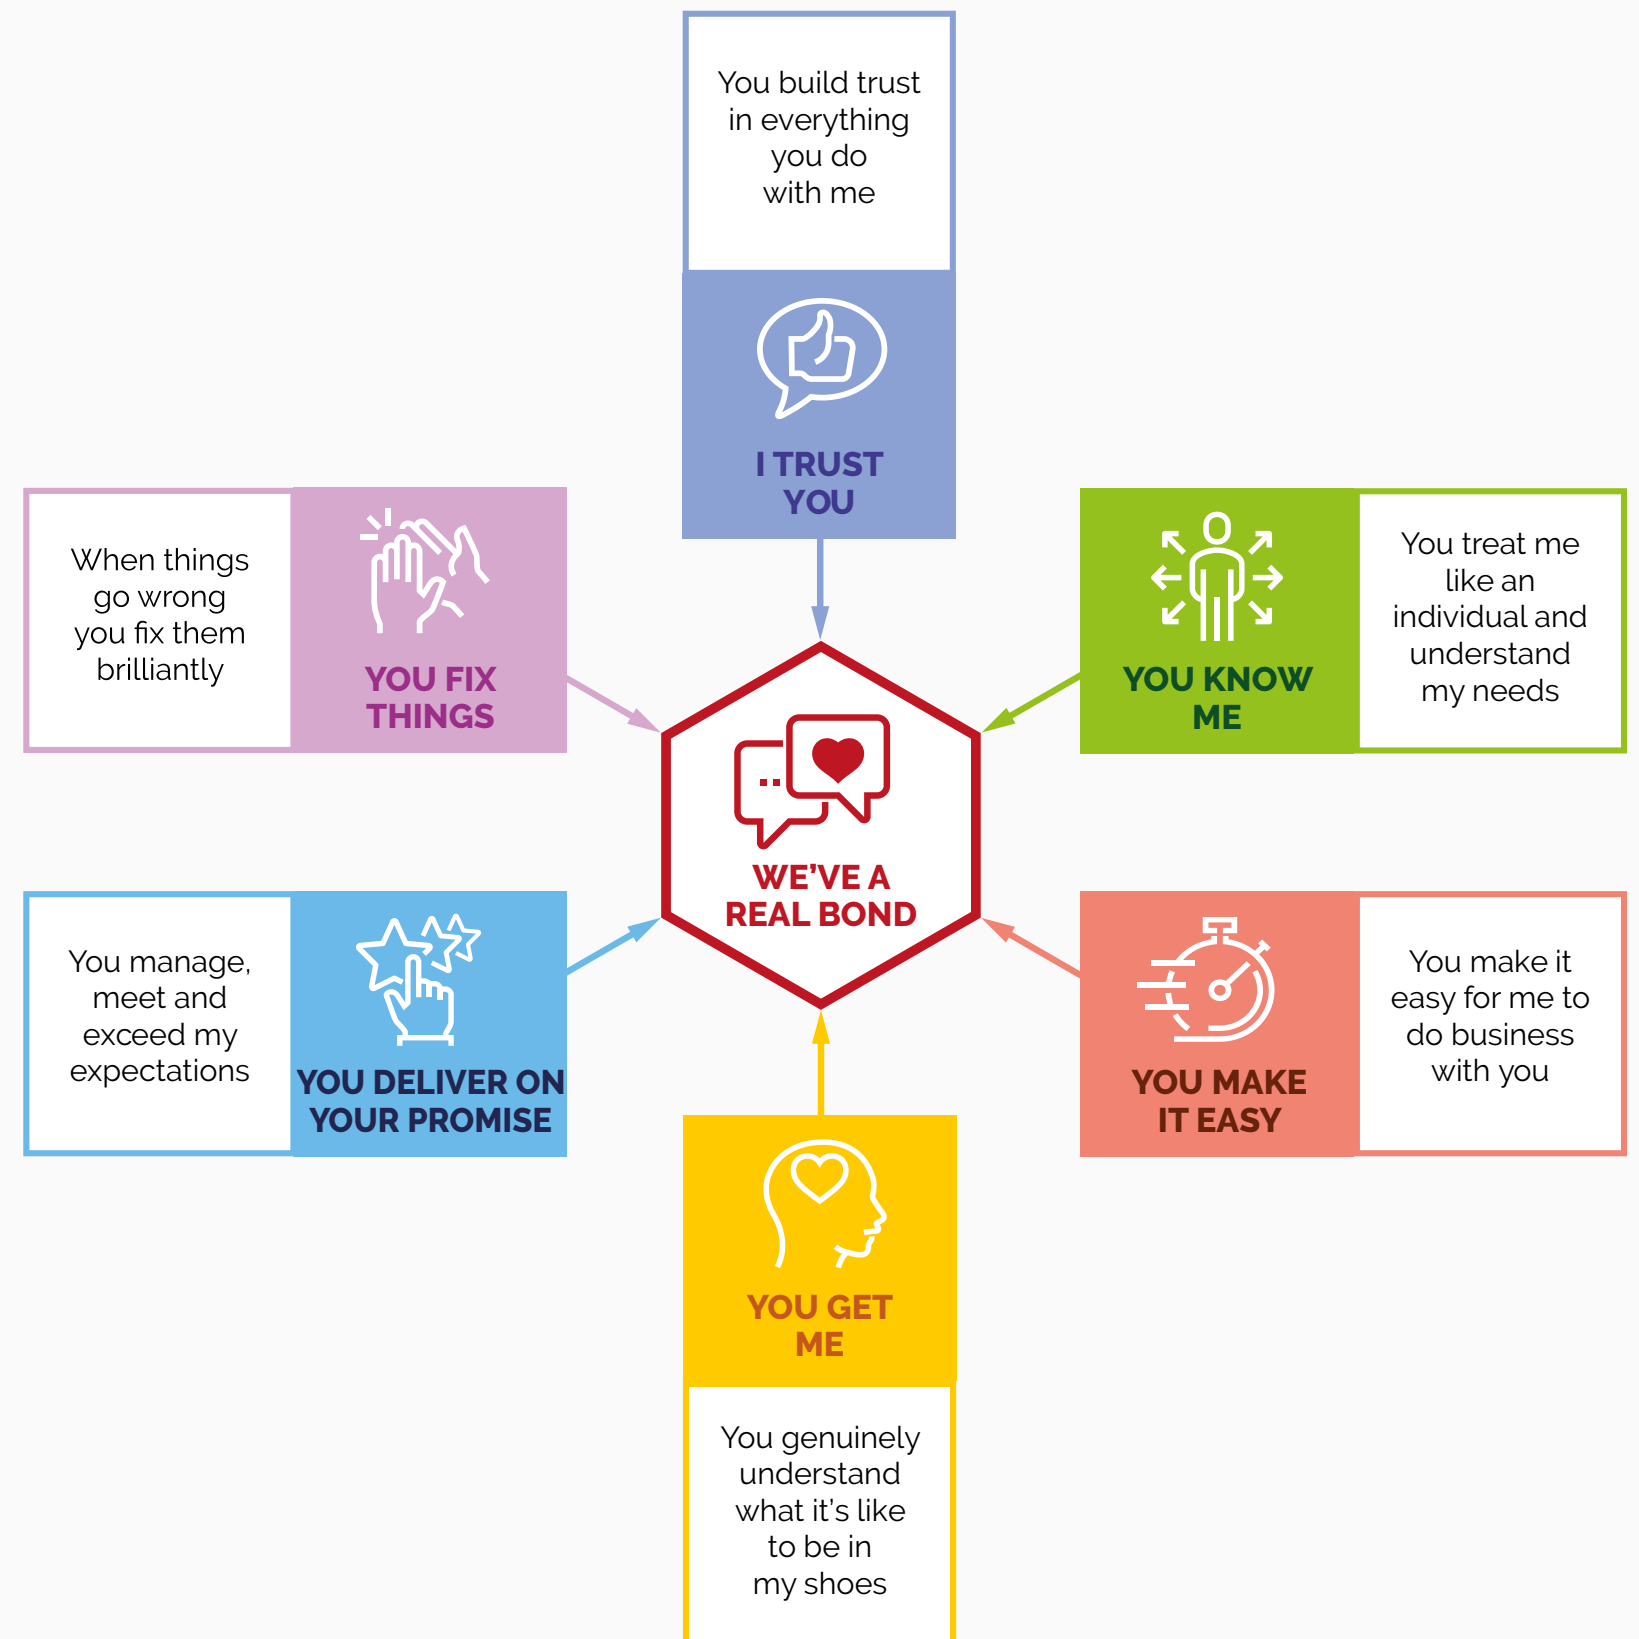 You build trust
in everything
you do
with me
I TRUST
YOU
When things
go wrong
you fix them
brilliantly
YOU FIX
THINGS
YOU KNOW
ME
You treat me
like an
individual and
understand
my needs
WE'VE A
REAL BOND
You manage,
meet and
exceed my
expectations
YOU DELIVER ON
YOUR PROMISE
YOU MAKE
IT EASY
You make it
easy for me to
do business
with you
YOU GET
ME
You genuinely
understand
what it's like
to be in
my shoes